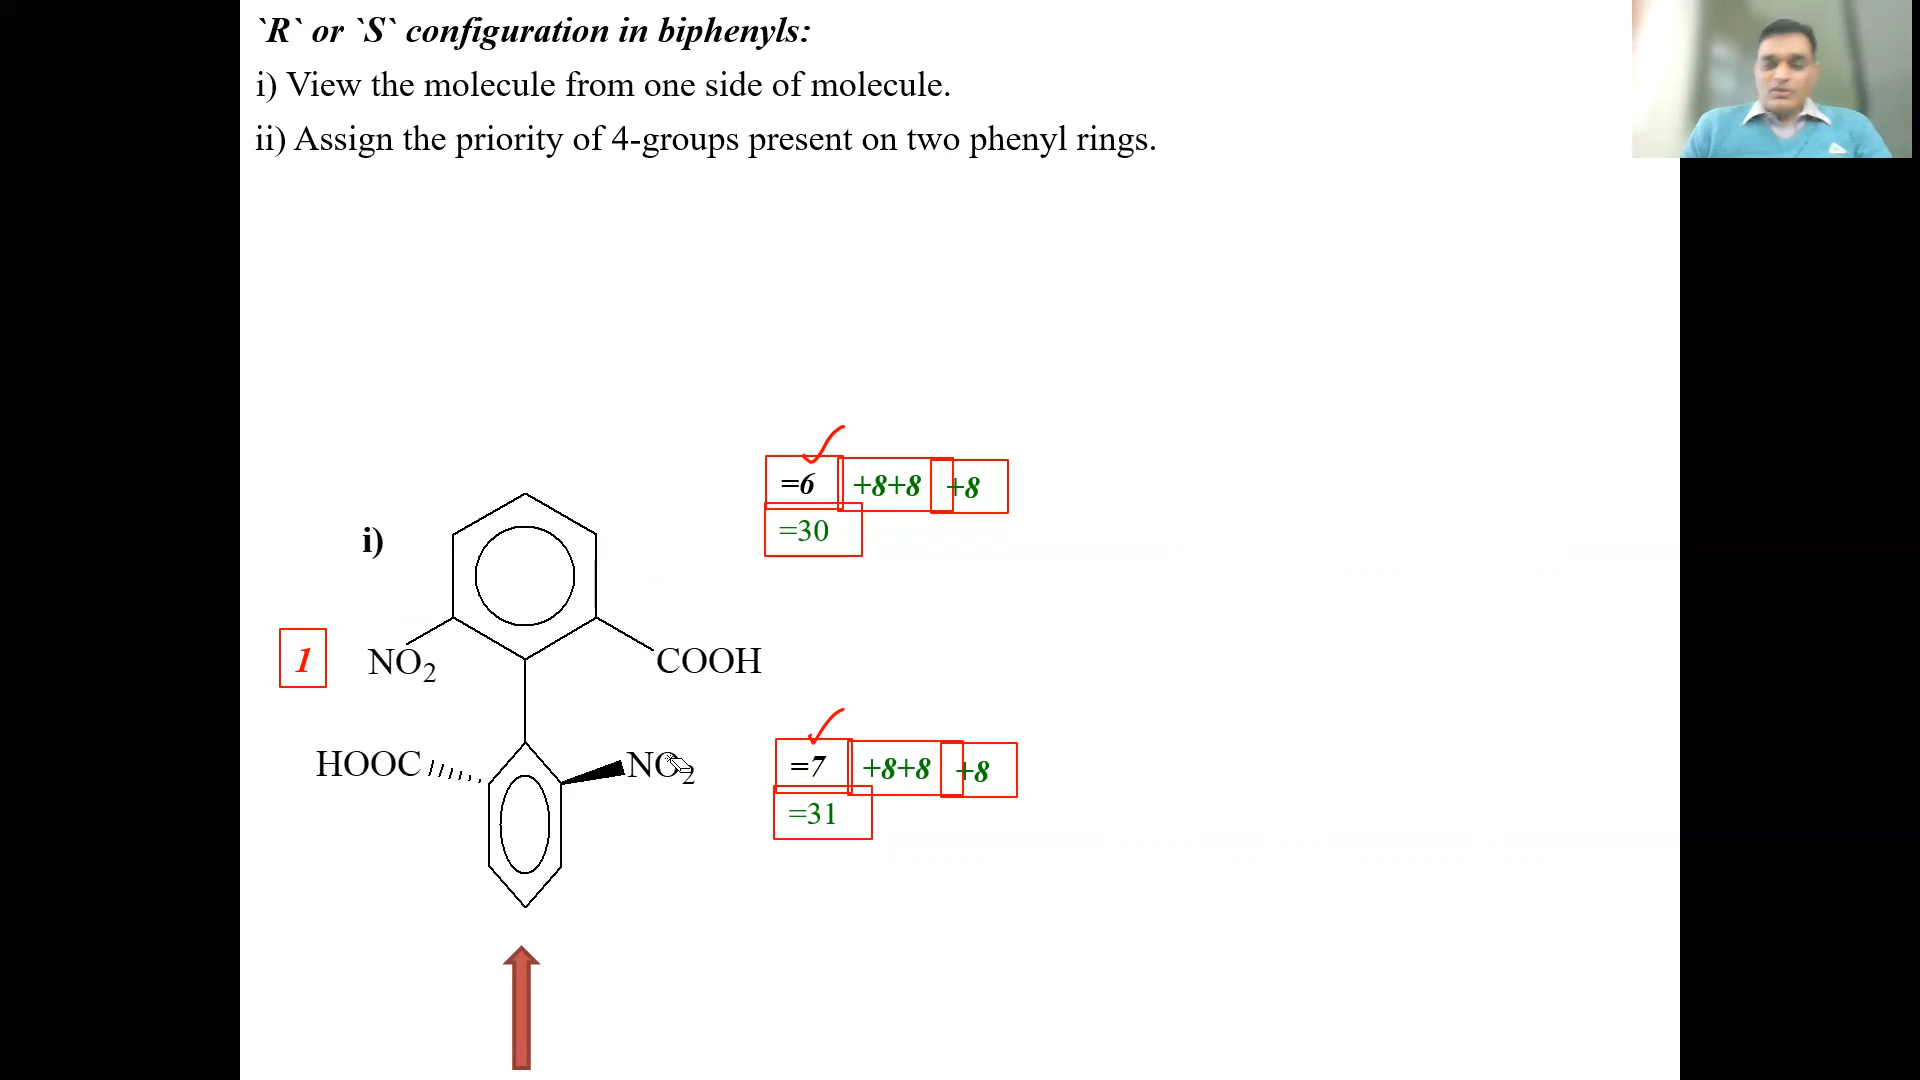 `R` or `S` configuration in biphenyls:
i) View the molecule from one side of molecule.
ii) Assign the priority of 4-groups present on two phenyl rings.
=6 +8+8 +8
=30
i)
1 NO2 COOH
HOOC NO2 =7 +8+8 +8
=31